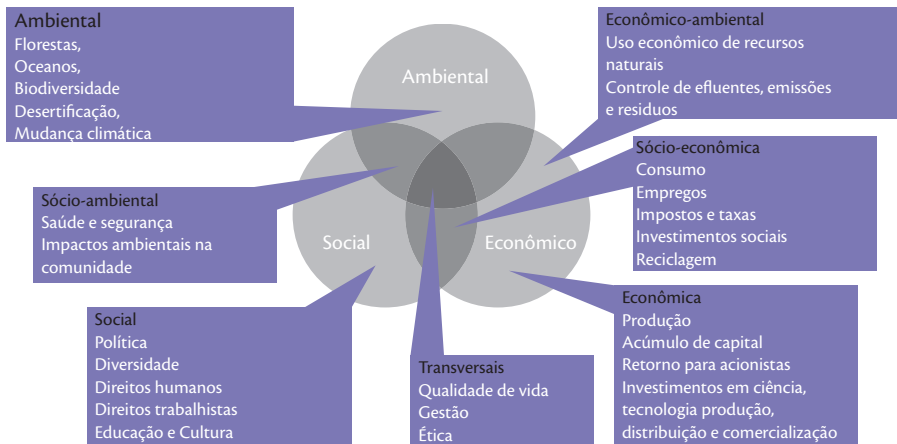 Ambiental
Florestas,
Oceanos,
Biodiversidade
Desertificação,
Mudança climática
Econômico-ambiental
Uso econômico de recursos
naturais
Controle de efluentes, emissões
e residuos
Ambiental
Social
Econômico
Sócio-ambiental
Saúde e segurança
Impactos ambientais na
comunidade
Sócio-econômica
Consumo
Empregos
Impostos e taxas
Investimentos sociais
Reciclagem
Social
Política
Diversidade
Direitos humanos
Direitos trabalhistas
Educação e Cultura
Transversais
Qualidade de vida
Gestão
Ética
Econômica
Produção
Acúmulo de capital
Retorno para acionistas
Investimentos em ciência,
tecnologia produção,
distribuição e comercialização